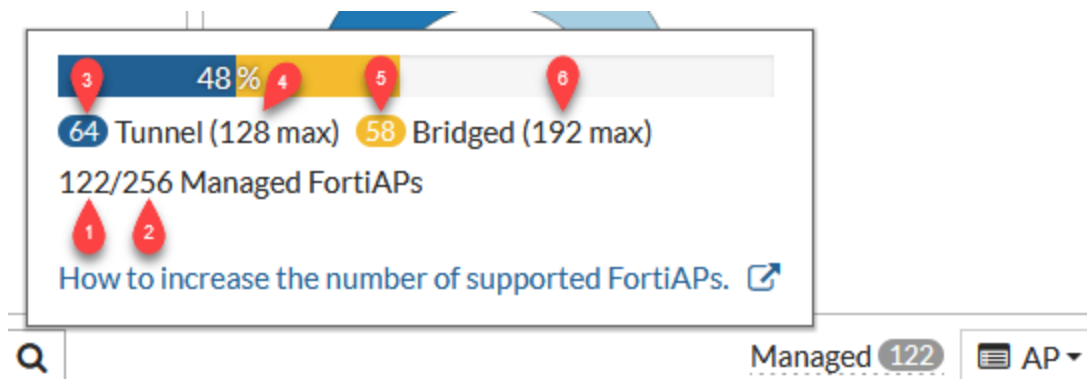 48 %
3
4
5
6
64 Tunnel (128 max) 58 Bridged (192 max)
122/256 Managed FortiAPs
1
2
How to increase the number of supported FortiAPs.
Managed 122 AP